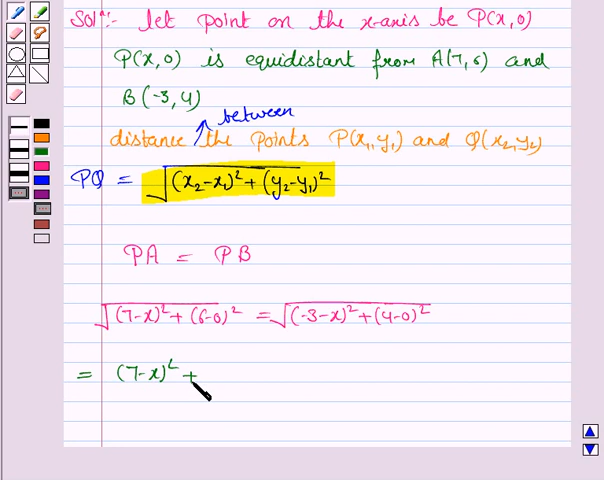 Solⁿ:- let point on the x-axis be P(x,0)
P(x,0) is equidistant from A(7,6) and
B(-3,4)
between
distance the points P(x₁,y₁) and Q(x₂,y₂)
PQ = √(x₂-x₁)²+(y₂-y₁)²
PA = PB
√(7-x)²+(6-0)² = √(-3-x)²+(4-0)²
= (7-x)² +